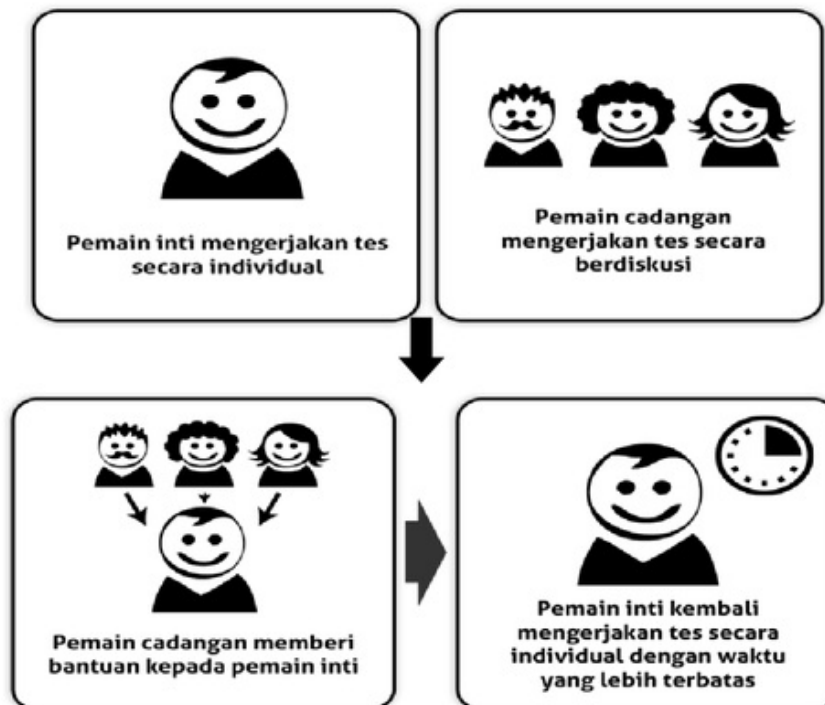 Pemain inti mengerjakan tes
secara individual
Pemain cadangan
mengerjakan tes secara
berdiskusi
Pemain cadangan memberi
bantuan kepada pemain inti
Pemain inti kembali
mengerjakan tes secara
individual dengan waktu
yang lebih terbatas